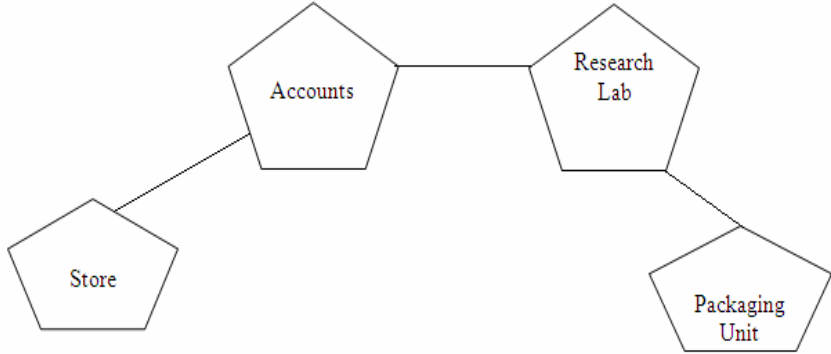 Accounts
Research
Lab
Store
Packaging
Unit